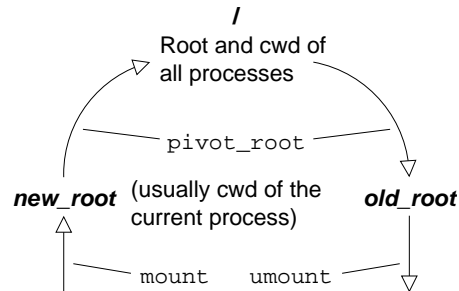 /
Root and cwd of
all processes
pivot_root
new_root
(usually cwd of the
current process)
old_root
mount
umount